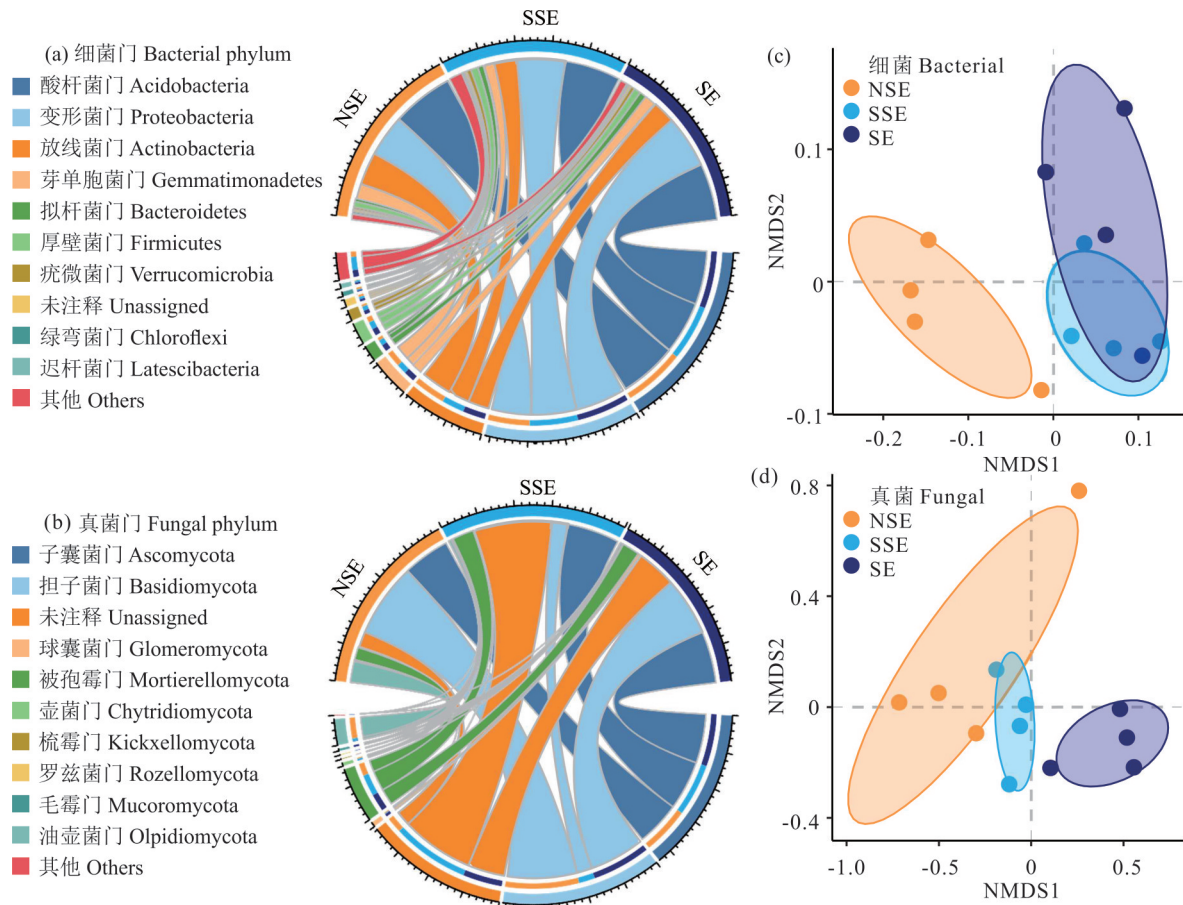 (a) 细菌门 Bacterial phylum
酸杆菌门 Acidobacteria
变形菌门 Proteobacteria
放线菌门 Actinobacteria
芽单胞菌门 Gemmatimonadetes
拟杆菌门 Bacteroidetes
厚壁菌门 Firmicutes
疣微菌门 Verrucomicrobia
未注释 Unassigned
绿弯菌门 Chloroflexi
迟杆菌门 Latescibacteria
其他 Others
NSE
SSE
SE
(c)
细菌 Bacterial
NSE
SSE
SE
NMDS2
0.1
0
-0.1
-0.2
-0.1
0
0.1
NMDS1
(b) 真菌门 Fungal phylum
子囊菌门 Ascomycota
担子菌门 Basidiomycota
未注释 Unassigned
球囊菌门 Glomeromycota
被孢霉门 Mortierellomycota
壶菌门 Chytridiomycota
梳霉门 Kickxellomycota
罗兹菌门 Rozellomycota
毛霉门 Mucoromycota
油壶菌门 Olpidiomycota
其他 Others
NSE
SSE
SE
(d)
真菌 Fungal
NSE
SSE
SE
NMDS2
0.8
0.4
0
-0.4
-1.0
-0.5
0
0.5
NMDS1